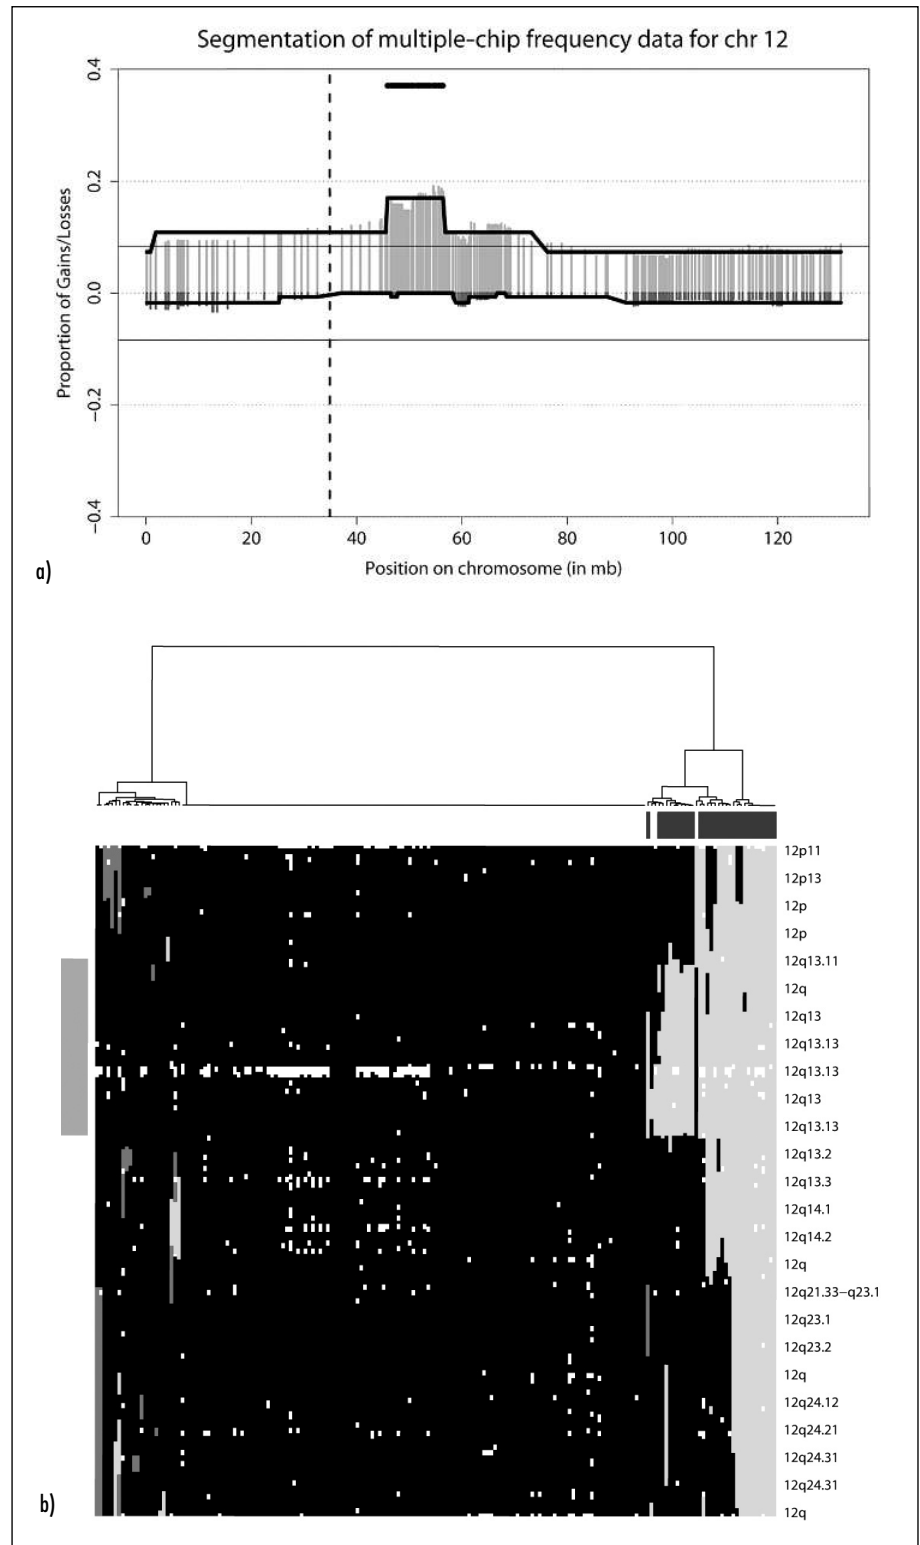 Segmentation of multiple-chip frequency data for chr 12
Proportion of Gains/Losses
0.4
0.2
0.0
−0.2
−0.4
0 20 40 60 80 100 120
Position on chromosome (in mb)
a)
12p11
12p13
12p
12p
12q13.11
12q
12q13
12q13.13
12q13.13
12q13
12q13.13
12q13.2
12q13.3
12q14.1
12q14.2
12q
12q21.33−q23.1
12q23.1
12q23.2
12q
12q24.12
12q24.21
12q24.31
12q24.31
12q
b)